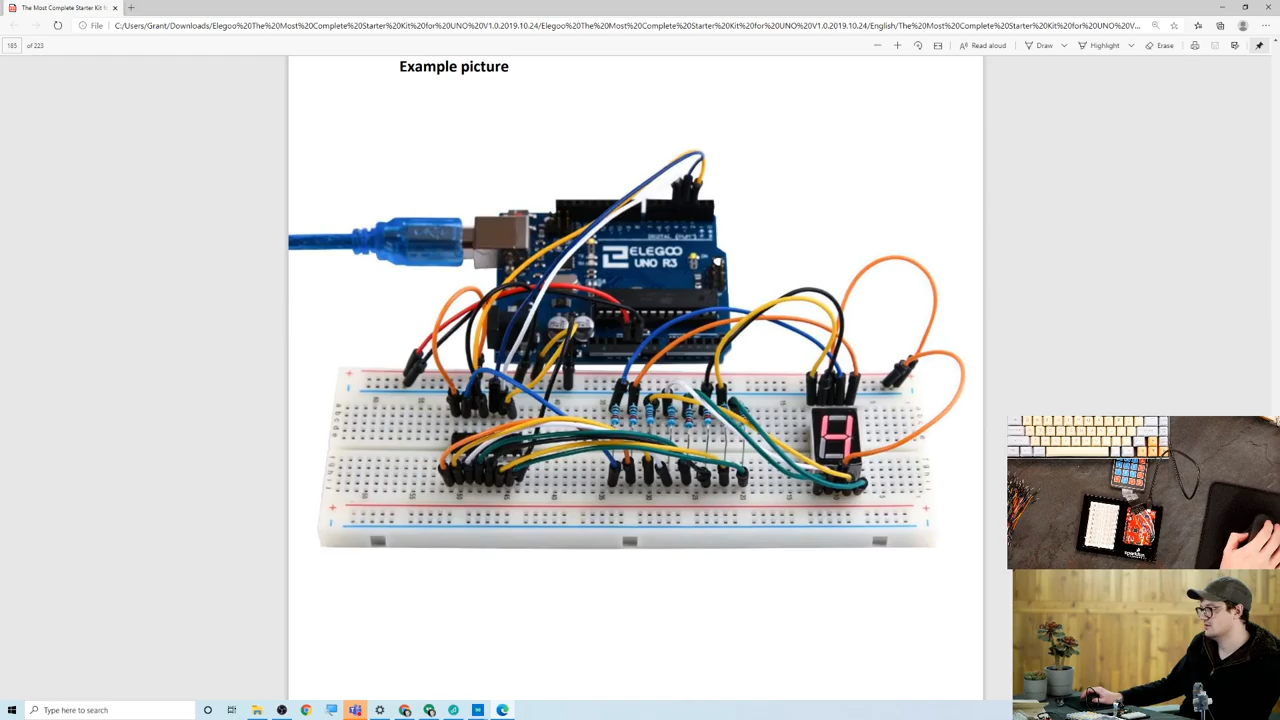 The Most Complete Starter Kit f
File
C:/Users/Grant/Downloads/Elegoo%20The%20Most%20Complete%20Starter%20Kit%20for%20UNO%20V1.0.2019.10.24/Elegoo%20The%20Most%20Complete%20Starter%20Kit%20for%20UNO%20V1.0.2019.10.24/English/The%20Most%20Complete%20Starter%20Kit%20for%20UNO%20V...
185 of 223
Read aloud
Draw
Highlight
Erase
Example picture
DIGITAL
ELEGOO
UNO R3
4
Type here to search